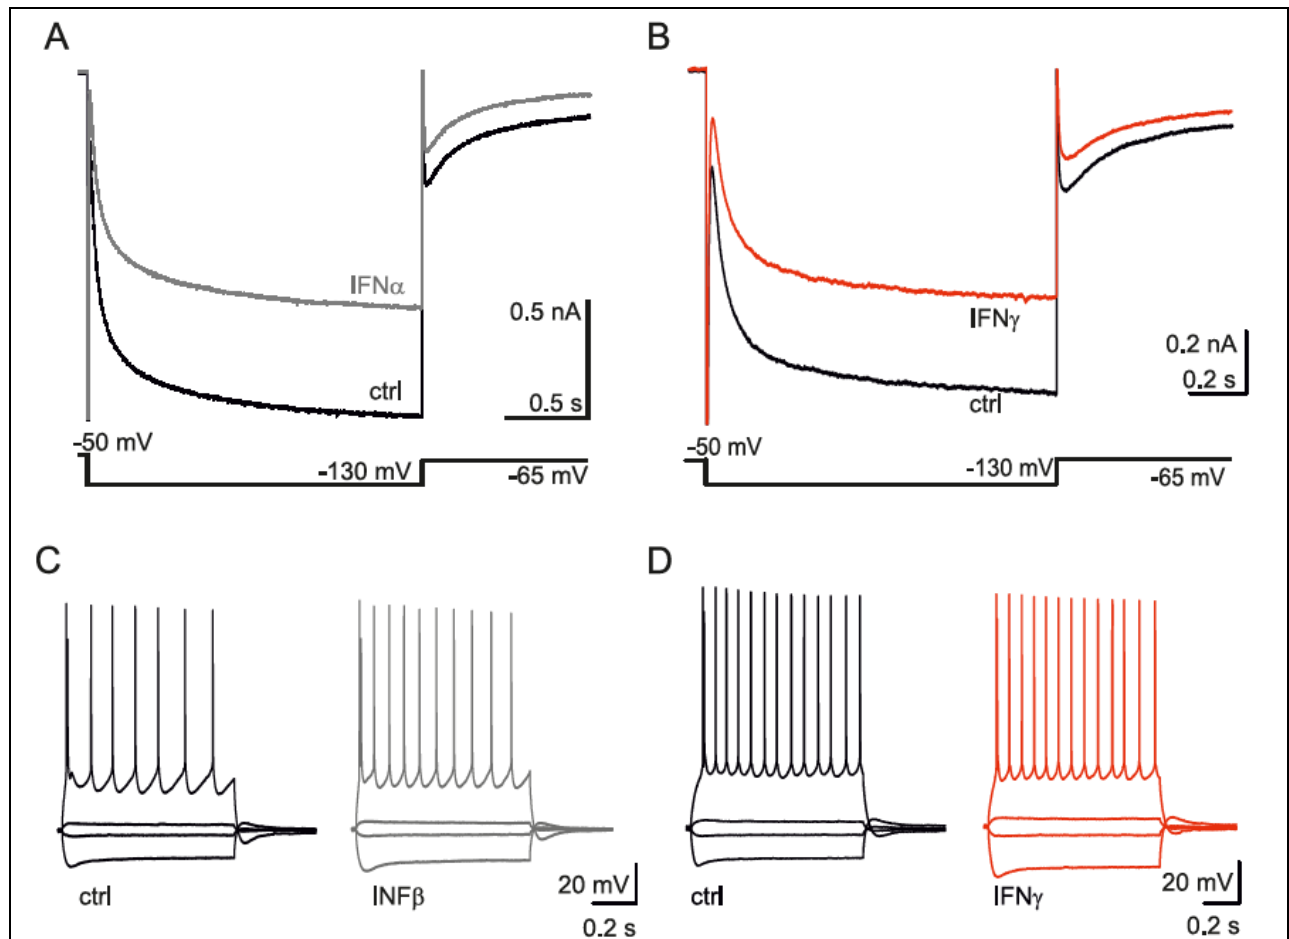 A
B
IFNα
ctrl
0.5 nA
0.5 s
-50 mV
-130 mV
-65 mV
IFNγ
ctrl
0.2 nA
0.2 s
-50 mV
-130 mV
-65 mV
C
D
ctrl
INFβ
20 mV
0.2 s
ctrl
IFNγ
20 mV
0.2 s